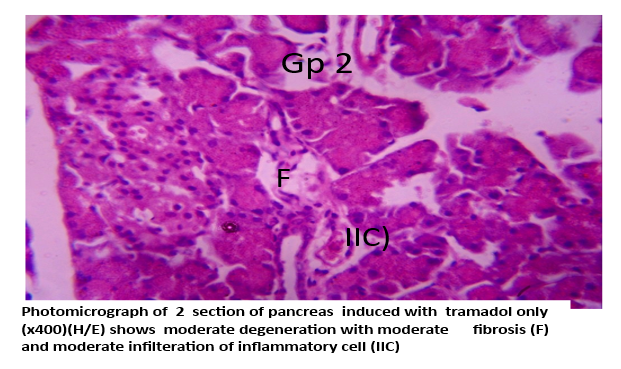 Gp 2
F
IIC)
Photomicrograph of 2 section of pancreas induced with tramadol only
(x400)(H/E) shows moderate degeneration with moderate fibrosis (F)
and moderate infilteration of inflammatory cell (IIC)